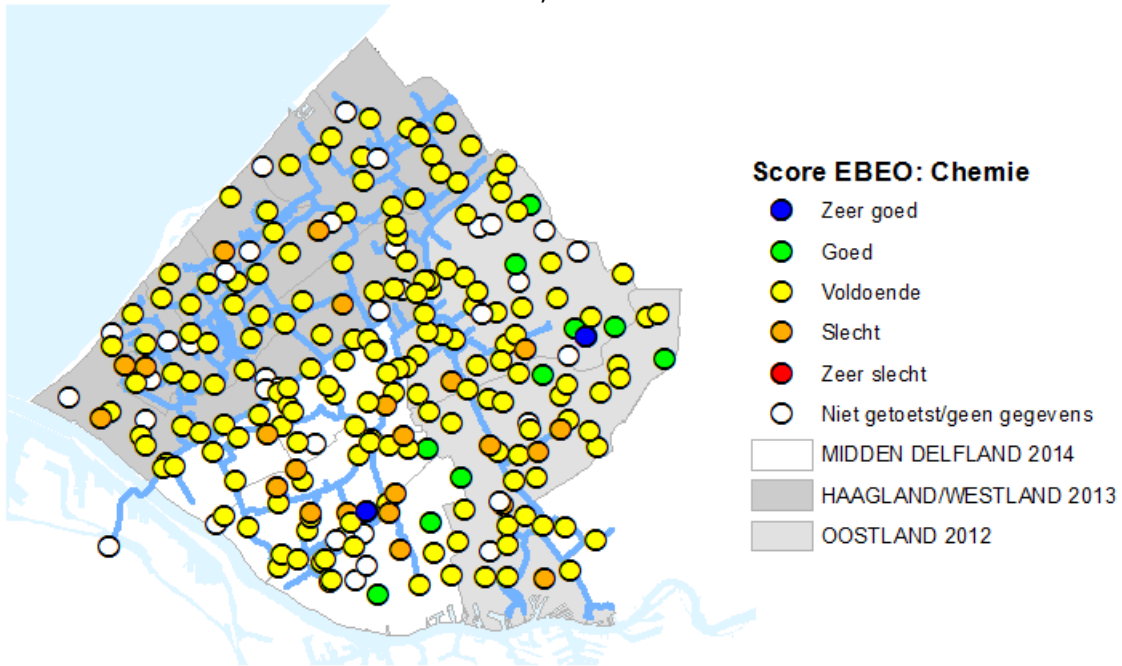 Score EBEO: Chemie
Zeer goed
Goed
Voldoende
Slecht
Zeer slecht
Niet getoetst/geen gegevens
MIDDEN DELFLAND 2014
HAAGLAND/WESTLAND 2013
OOSTLAND 2012